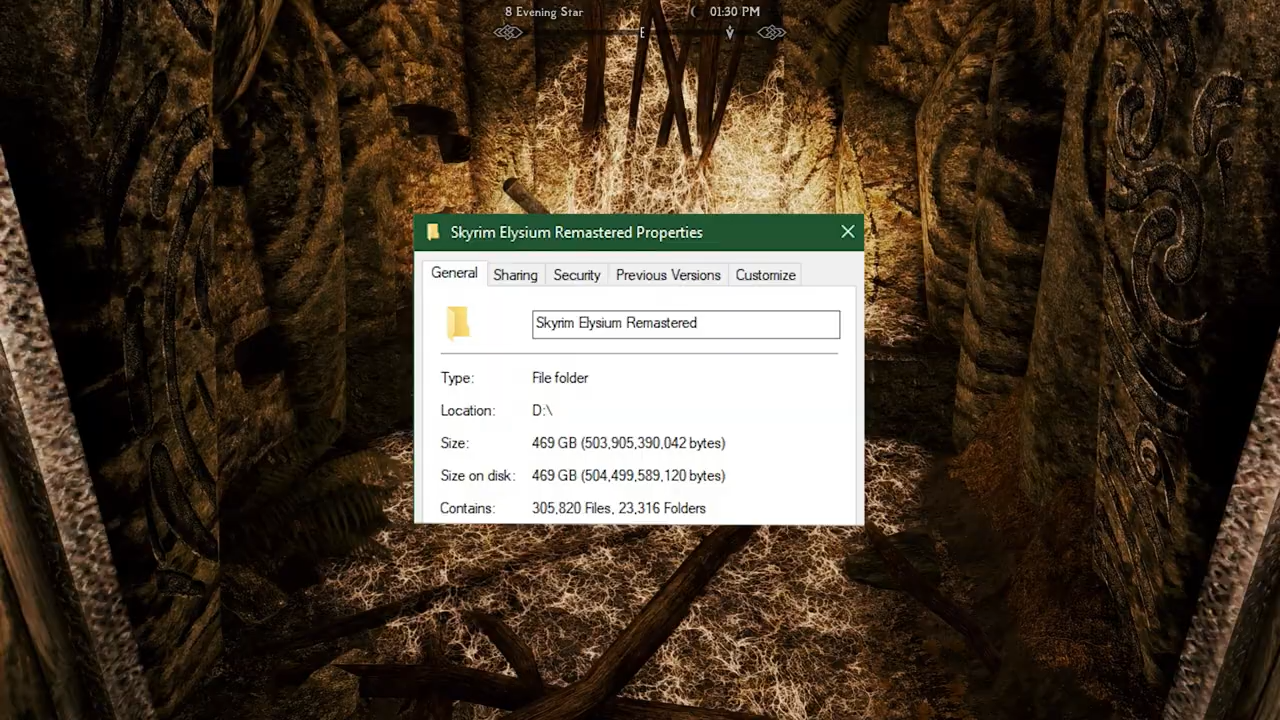 8 Evening Star 01:30 PM
E
Skyrim Elysium Remastered Properties
General Sharing Security Previous Versions Customize
Skyrim Elysium Remastered
Type: File folder
Location: D:\
Size: 469 GB (503,905,390,042 bytes)
Size on disk: 469 GB (504,499,589,120 bytes)
Contains: 305,820 Files, 23,316 Folders